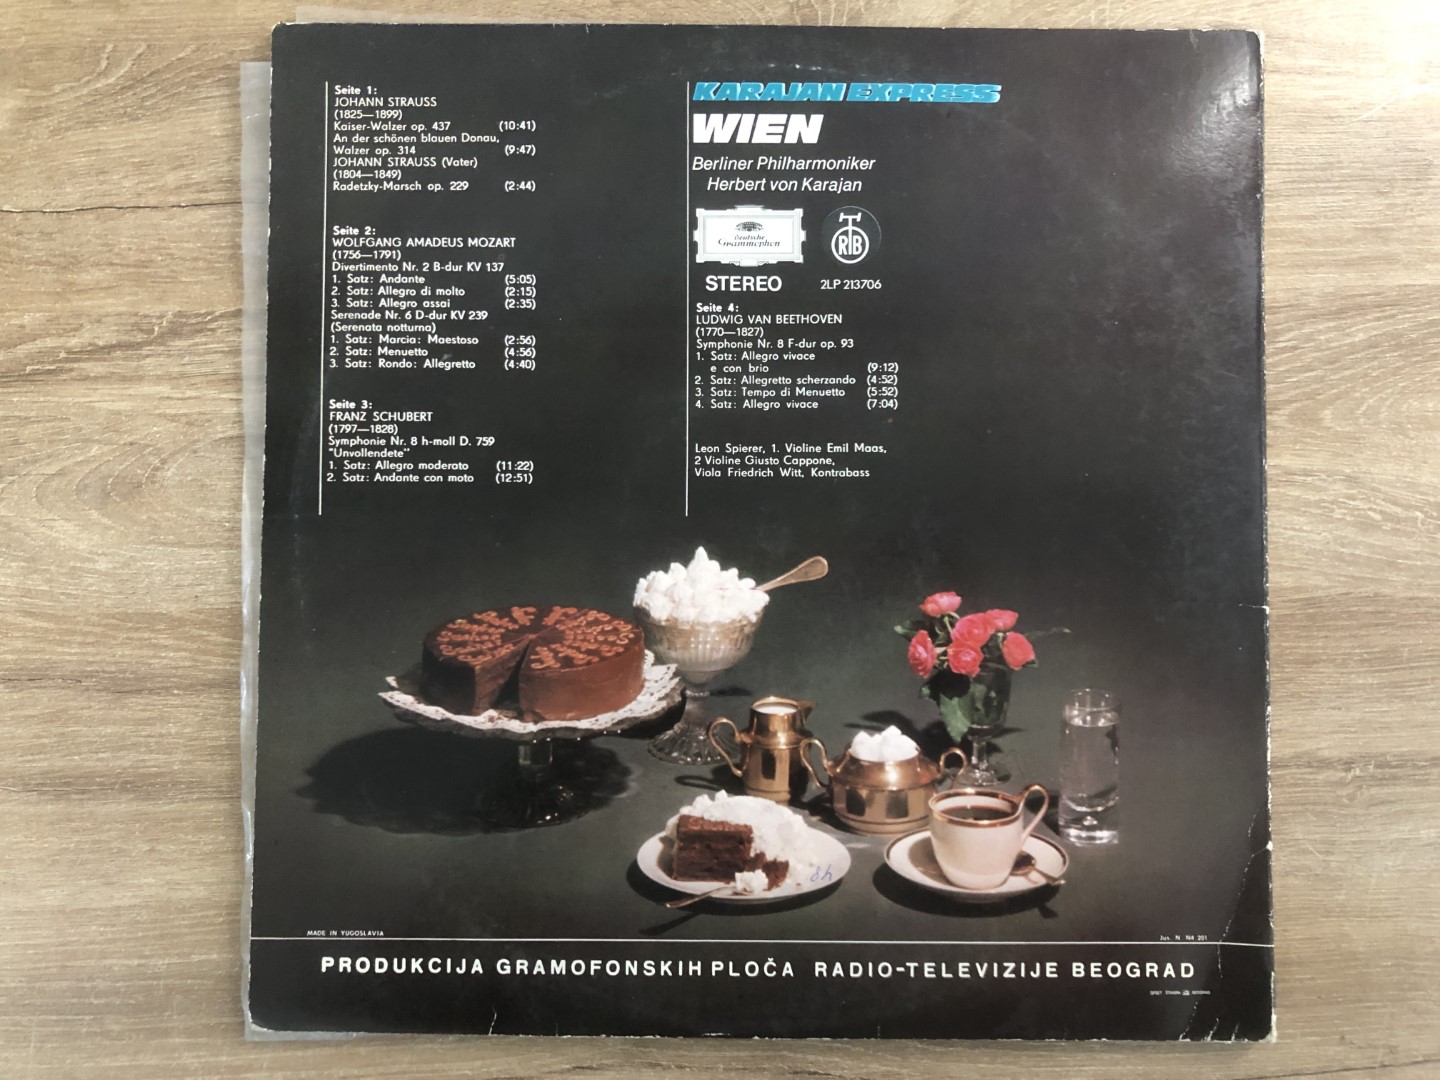 Seite 1:
JOHANN STRAUSS
(1825—1899)
Kaiser-Walzer op. 437 (10:41)
An der schönen blauen Donau,
Walzer op. 314 (9:47)
JOHANN STRAUSS (Vater)
(1804—1849)
Radetzky-Marsch op. 229 (2:44)
Seite 2:
WOLFGANG AMADEUS MOZART
(1756—1791)
Divertimento Nr. 2 B-dur KV 137
1. Satz: Andante (5:05)
2. Satz: Allegro di molto (2:15)
3. Satz: Allegro assai (2:35)
Serenade Nr. 6 D-dur KV 239
(Serenata notturna)
1. Satz: Marcia: Maestoso (2:56)
2. Satz: Menuetto (4:56)
3. Satz: Rondo: Allegretto (4:40)
Seite 3:
FRANZ SCHUBERT
(1797—1828)
Symphonie Nr. 8 h-moll D. 759
"Unvollendete"
1. Satz: Allegro moderato (11:22)
2. Satz: Andante con moto (12:51)
KARAJAN EXPRESS
WIEN
Berliner Philharmoniker
Herbert von Karajan
Deutsche
Grammophon
RTB
STEREO 2LP 213706
Seite 4:
LUDWIG VAN BEETHOVEN
(1770—1827)
Symphonie Nr. 8 F-dur op. 93
1. Satz: Allegro vivace
e con brio (9:12)
2. Satz: Allegretto scherzando (4:52)
3. Satz: Tempo di Menuetto (5:52)
4. Satz: Allegro vivace (7:04)
Leon Spierer, 1. Violine Emil Maas,
2 Violine Giusto Cappone,
Viola Friedrich Witt, Kontrabass
MADE IN YUGOSLAVIA
Jus. N N4 201
PRODUKCIJA GRAMOFONSKIH PLOČA RADIO-TELEVIZIJE BEOGRAD